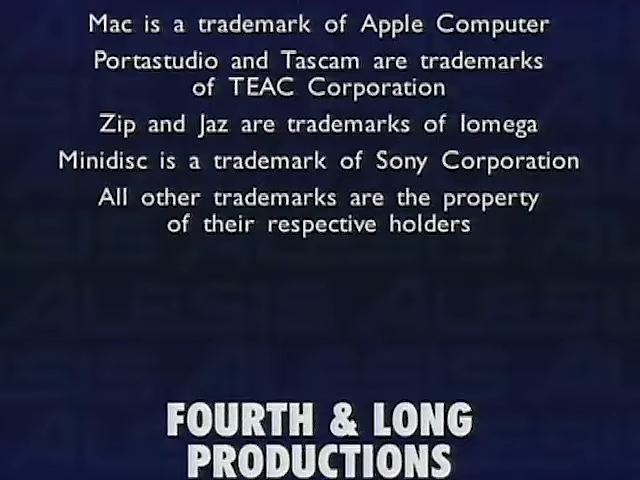 Mac is a trademark of Apple Computer
Portastudio and Tascam are trademarks
of TEAC Corporation
Zip and Jaz are trademarks of Iomega
Minidisc is a trademark of Sony Corporation
All other trademarks are the property
of their respective holders
FOURTH & LONG
PRODUCTIONS